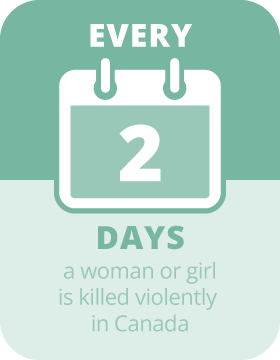 EVERY
2
DAYS
a woman or girl
is killed violently
in Canada